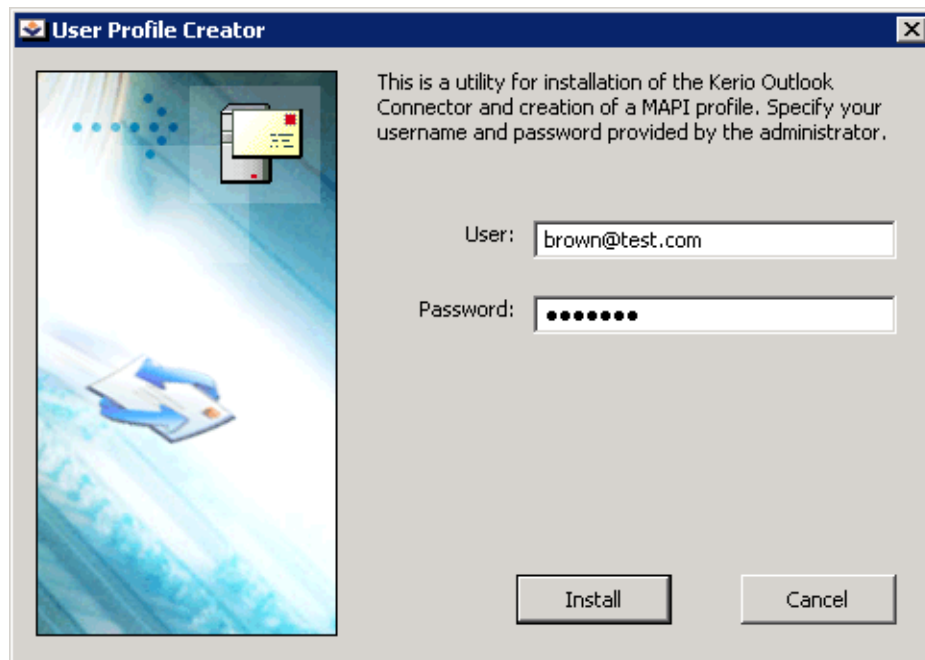 User Profile Creator
This is a utility for installation of the Kerio Outlook
Connector and creation of a MAPI profile. Specify your
username and password provided by the administrator.
User: brown@test.com
Password: ●●●●●●●
Install Cancel